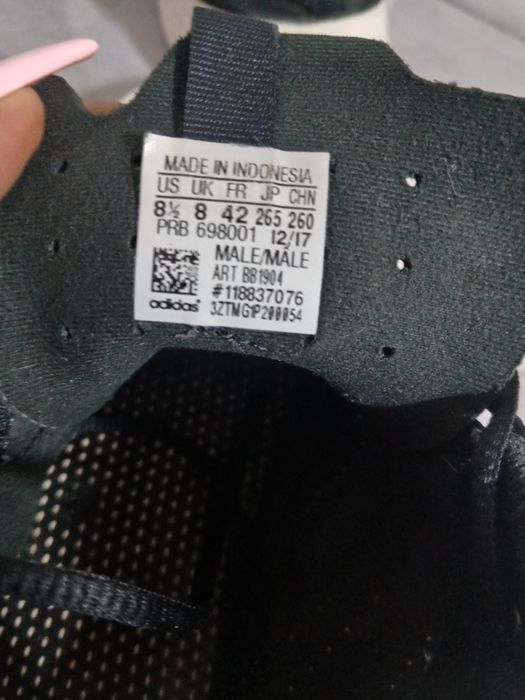 MADE IN INDONESIA
US UK FR JP CHN
8½ 8 42 265 260
PRB 698001 12/17
MALE/MÂLE
ART BB1904
#118837076
adidas® 3ZTMG1P200054